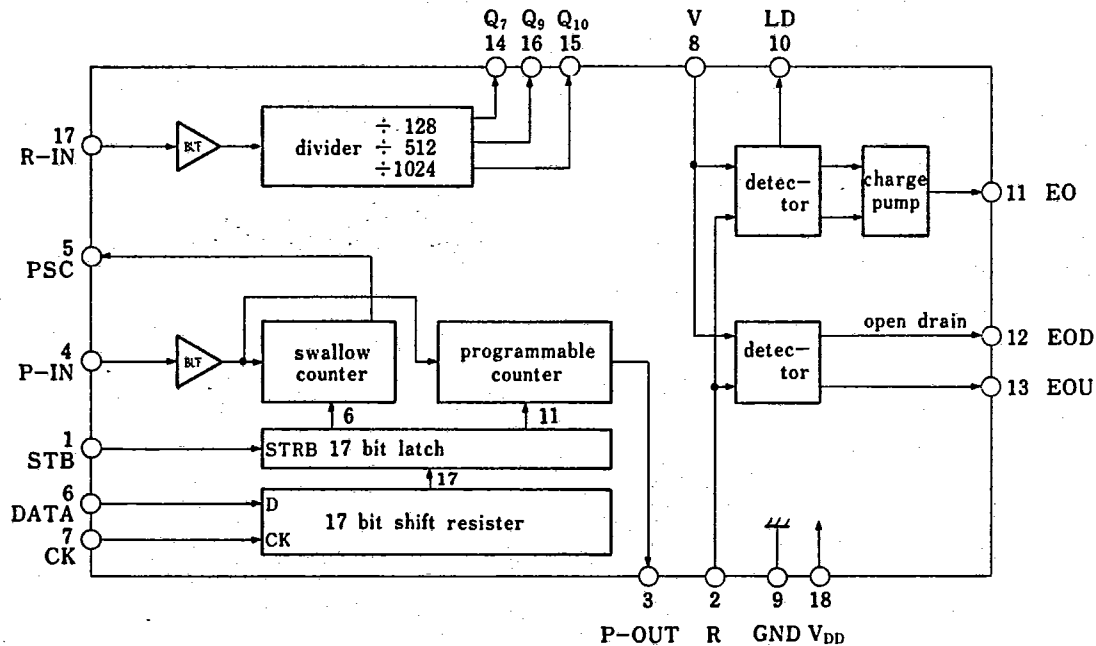 Q7 Q9 Q10 V LD
14 16 15 8 10
17
R-IN
BUF
divider
÷ 128
÷ 512
÷1024
detec-
tor
charge
pump
11 EO
5
PSC
4
P-IN
BUF
swallow
counter
programmable
counter
detec-
tor
open drain
12 EOD
13 EOU
6 11
1
STB
STRB 17 bit latch
17
6
DATA
D
17 bit shift resister
7
CK
CK
3 2 9 18
P-OUT R GND VDD